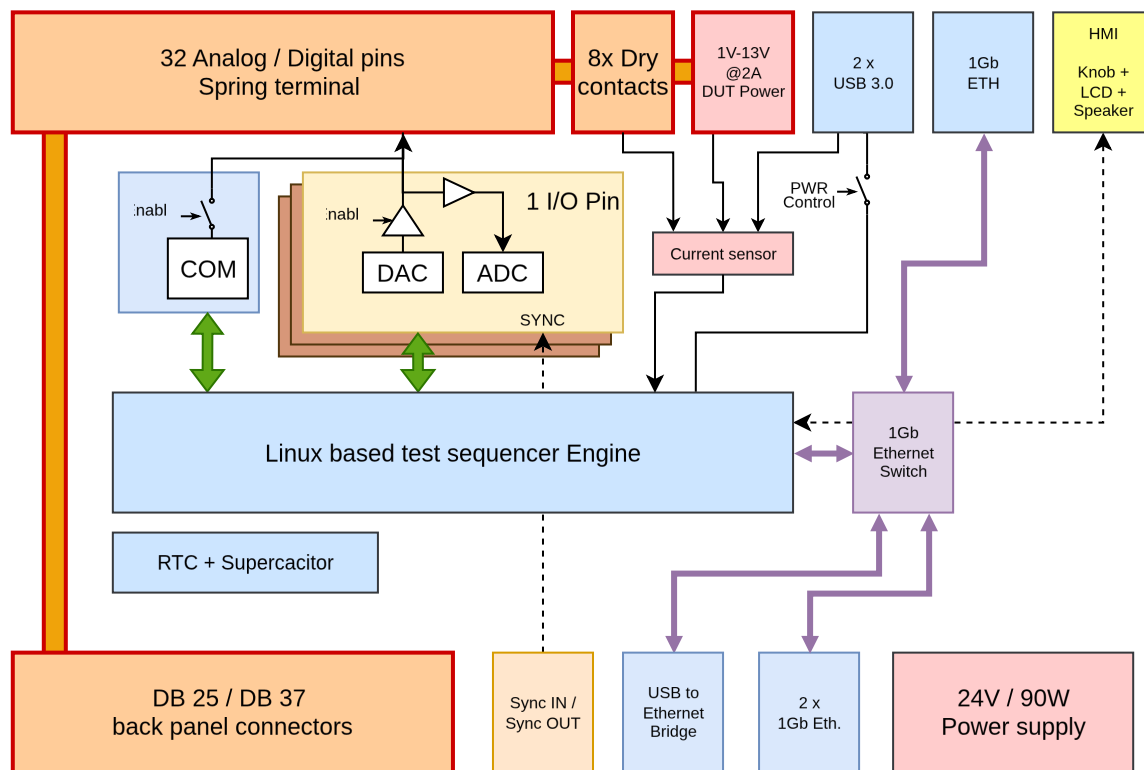 32 Analog / Digital pins
Spring terminal
8x Dry
contacts
1V-13V
@2A
DUT Power
2 x
USB 3.0
1Gb
ETH
HMI
Knob +
LCD +
Speaker
1 I/O Pin
PWR
Control
COM
DAC
ADC
SYNC
Current sensor
Linux based test sequencer Engine
1Gb
Ethernet
Switch
RTC + Supercacitor
DB 25 / DB 37
back panel connectors
Sync IN /
Sync OUT
USB to
Ethernet
Bridge
2 x
1Gb Eth.
24V / 90W
Power supply